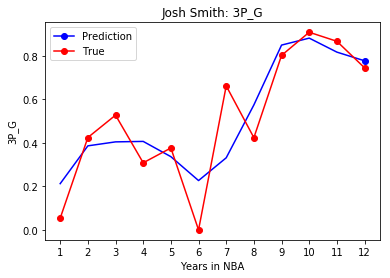 Josh Smith: 3P_G
Prediction
True
3P_G
0.8
0.6
0.4
0.2
0.0
1 2 3 4 5 6 7 8 9 10 11 12
Years in NBA